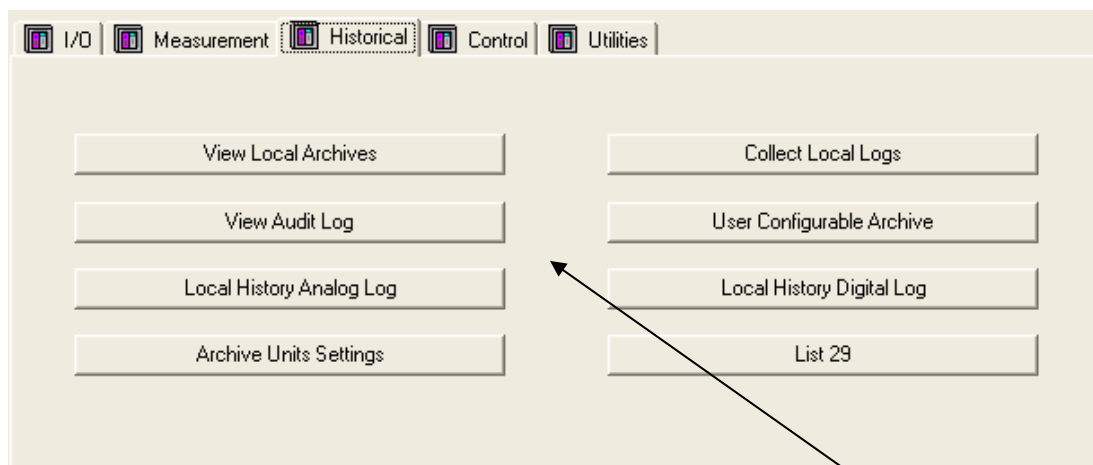 I/O Measurement Historical Control Utilities
View Local Archives Collect Local Logs
View Audit Log User Configurable Archive
Local History Analog Log Local History Digital Log
Archive Units Settings List 29